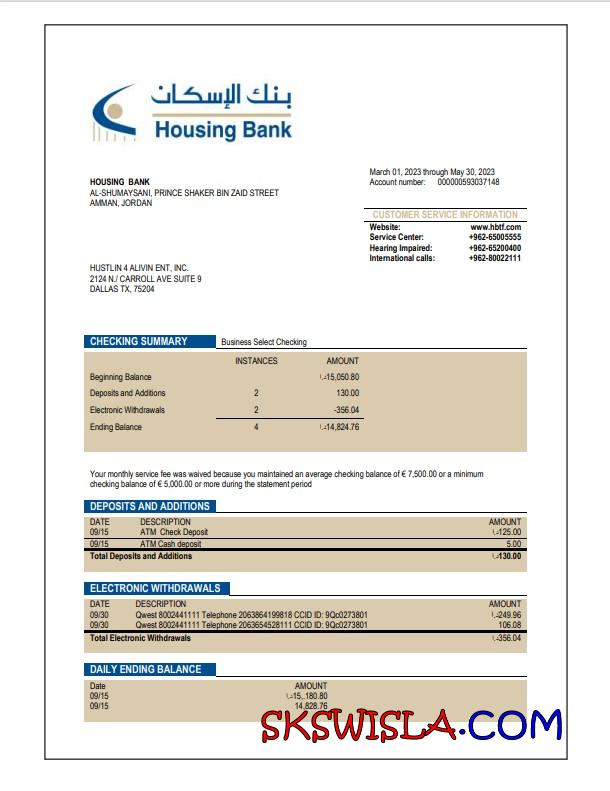 بنك الإسكان
Housing Bank
March 01, 2023 through May 30, 2023
Account number: 000000593037148
HOUSING BANK
AL-SHUMAYSANI, PRINCE SHAKER BIN ZAID STREET
AMMAN, JORDAN
CUSTOMER SERVICE INFORMATION
Website: www.hbtf.com
Service Center: +962-65005555
Hearing Impaired: +962-65200400
International calls: +962-80022111
HUSTLIN 4 ALIVIN ENT, INC.
2124 N./ CARROLL AVE SUITE 9
DALLAS TX, 75204
CHECKING SUMMARY Business Select Checking
INSTANCES AMOUNT
Beginning Balance 15,050.80
Deposits and Additions 2 130.00
Electronic Withdrawals 2 -356.04
Ending Balance 4 14,824.76
Your monthly service fee was waived because you maintained an average checking balance of € 7,500.00 or a minimum
checking balance of € 5,000.00 or more during the statement period
DEPOSITS AND ADDITIONS
DATE DESCRIPTION AMOUNT
09/15 ATM Check Deposit 125.00
09/15 ATM Cash deposit 5.00
Total Deposits and Additions 130.00
ELECTRONIC WITHDRAWALS
DATE DESCRIPTION AMOUNT
09/30 Qwest 8002441111 Telephone 2063864199818 CCID ID: 9Qc0273801 -249.96
09/30 Qwest 8002441111 Telephone 2063654528111 CCID ID: 9Qc0273801 106.08
Total Electronic Withdrawals -356.04
DAILY ENDING BALANCE
Date AMOUNT
09/15 15,.180.80
09/15 14,828.76
SKSWISLA.COM